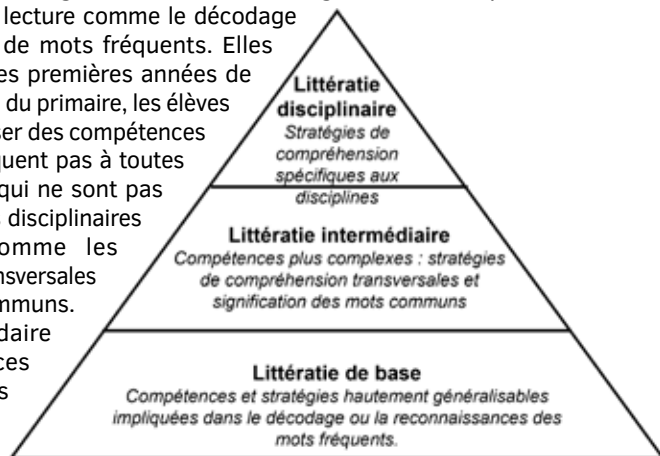 lecture comme le décodage
de mots fréquents. Elles
es premières années de
du primaire, les élèves
ser des compétences
quent pas à toutes
qui ne sont pas
s disciplinaires
omme les
nsversales
mmuns.
daire
ces
s
Littératie
disciplinaire
Stratégies de
compréhension
spécifiques aux
disciplines
Littératie intermédiaire
Compétences plus complexes : stratégies
de compréhension transversales et
signification des mots communs
Littératie de base
Compétences et stratégies hautement généralisables
impliquées dans le décodage ou la reconnaissances des
mots fréquents.